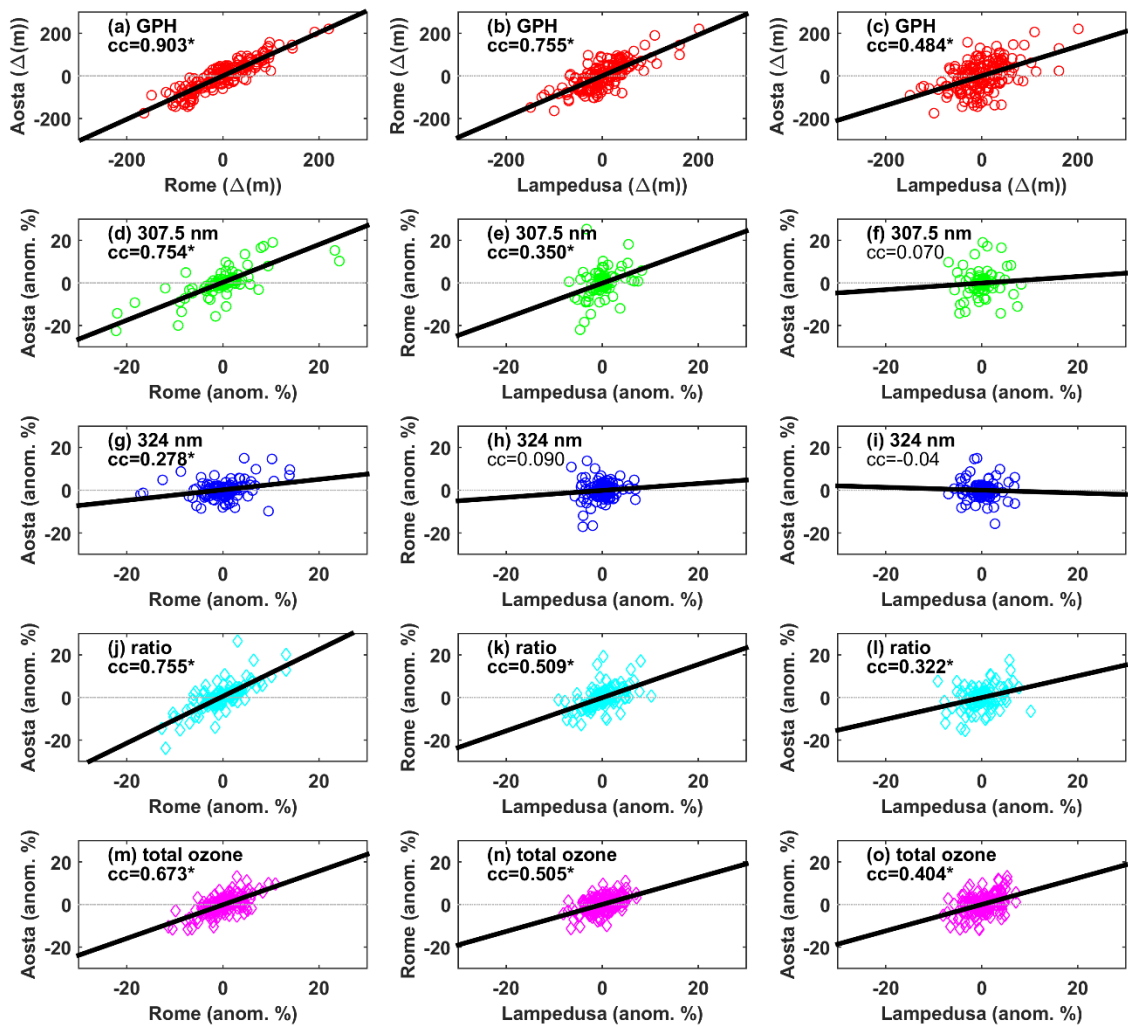 (a) GPH
cc=0.903*
200
0
-200
Aosta (Δ(m))
-200 0 200
Rome (Δ(m))
(b) GPH
cc=0.755*
200
0
-200
Rome (Δ(m))
-200 0 200
Lampedusa (Δ(m))
(c) GPH
cc=0.484*
200
0
-200
Aosta (Δ(m))
-200 0 200
Lampedusa (Δ(m))
(d) 307.5 nm
cc=0.754*
20
0
-20
Aosta (anom. %)
-20 0 20
Rome (anom. %)
(e) 307.5 nm
cc=0.350*
20
0
-20
Rome (anom. %)
-20 0 20
Lampedusa (anom. %)
(f) 307.5 nm
cc=0.070
20
0
-20
Aosta (anom. %)
-20 0 20
Lampedusa (anom. %)
(g) 324 nm
cc=0.278*
20
0
-20
Aosta (anom. %)
-20 0 20
Rome (anom. %)
(h) 324 nm
cc=0.090
20
0
-20
Rome (anom. %)
-20 0 20
Lampedusa (anom. %)
(i) 324 nm
cc=-0.04
20
0
-20
Aosta (anom. %)
-20 0 20
Lampedusa (anom. %)
(j) ratio
cc=0.755*
20
0
-20
Aosta (anom. %)
-20 0 20
Rome (anom. %)
(k) ratio
cc=0.509*
20
0
-20
Rome (anom. %)
-20 0 20
Lampedusa (anom. %)
(l) ratio
cc=0.322*
20
0
-20
Aosta (anom. %)
-20 0 20
Lampedusa (anom. %)
(m) total ozone
cc=0.673*
20
0
-20
Aosta (anom. %)
-20 0 20
Rome (anom. %)
(n) total ozone
cc=0.505*
20
0
-20
Rome (anom. %)
-20 0 20
Lampedusa (anom. %)
(o) total ozone
cc=0.404*
20
0
-20
Aosta (anom. %)
-20 0 20
Lampedusa (anom. %)